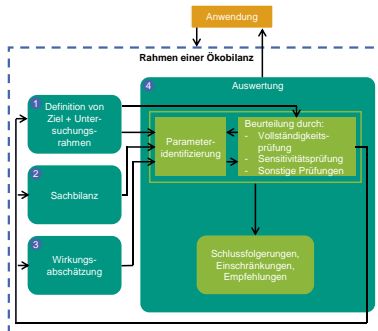 Anwendung
Rahmen einer Ökobilanz
1
Definition von
Ziel + Unter-
suchungs-
rahmen
2
Sachbilanz
3
Wirkungs-
abschätzung
4
Auswertung
Parameter-
identifizierung
Beurteilung durch:
- Vollständigkeits-
prüfung
- Sensitivitätsprüfung
- Sonstige Prüfungen
Schlussfolgerungen,
Einschränkungen,
Empfehlungen